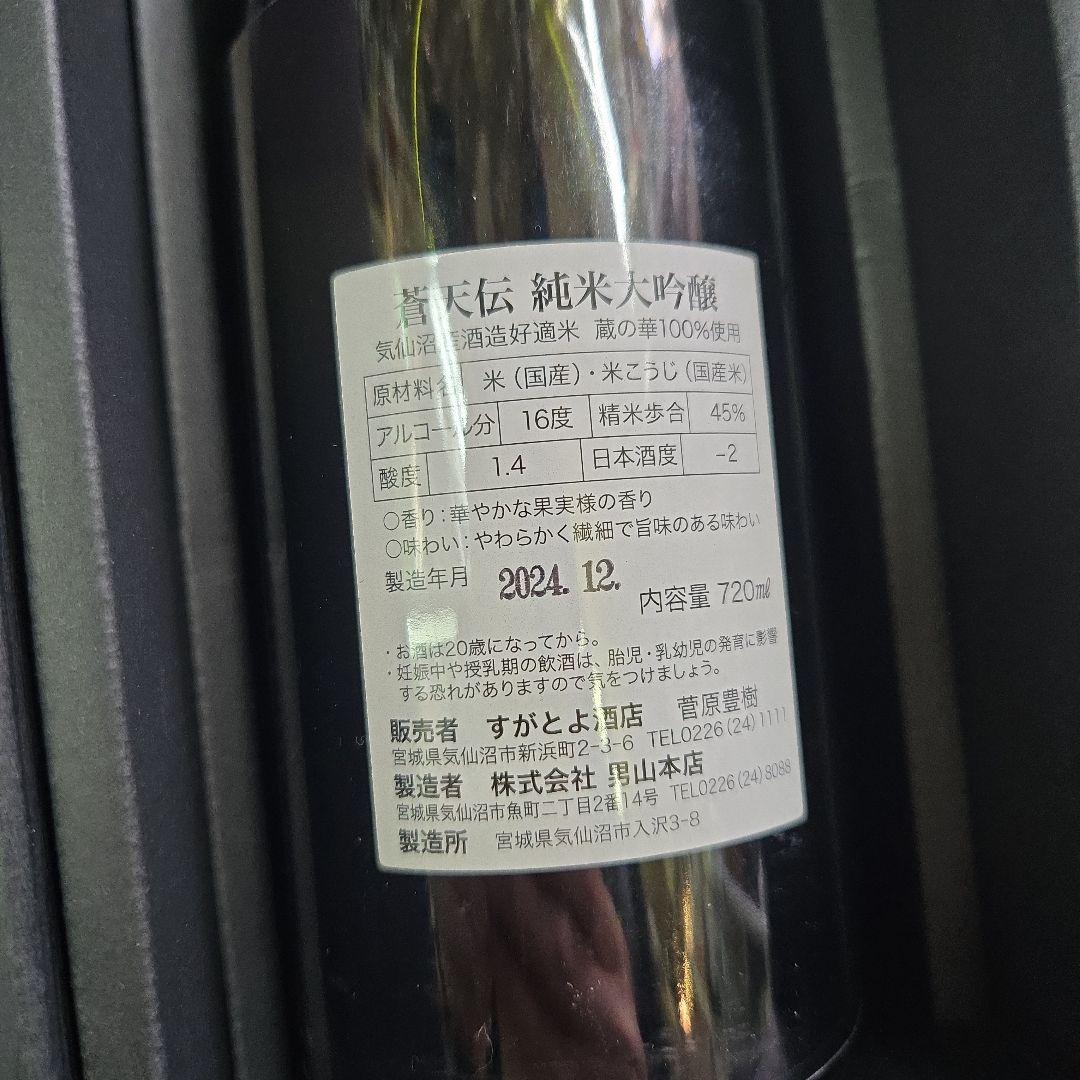 蒼天伝 純米大吟醸
気仙沼産酒造好適米 蔵の華100%使用
原材料名 米(国産)・米こうじ(国産米)
アルコール分 16度 精米歩合 45%
酸度 1.4 日本酒度 -2
○香り:華やかな果実様の香り
○味わい:やわらかく繊細で旨味のある味わい
製造年月 2024. 12.
内容量 720ml
・お酒は20歳になってから。
・妊娠中や授乳期の飲酒は、胎児・乳幼児の発育に影響
する恐れがありますので気をつけましょう。
販売者 すがとよ酒店 菅原豊樹
宮城県気仙沼市新浜町2-3-6 TEL0226(24)1111
製造者 株式会社 男山本店
宮城県気仙沼市魚町二丁目2番14号 TEL0226(24)8088
製造所 宮城県気仙沼市入沢3-8